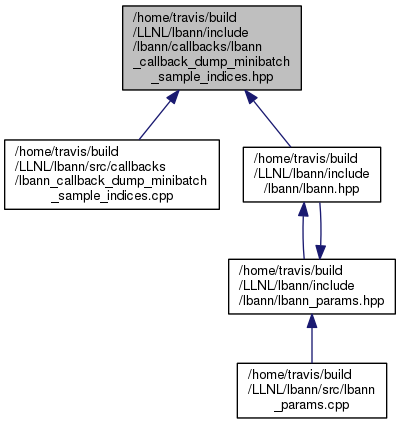 /home/travis/build
/LLNL/lbann/include
/lbann/callbacks/lbann
_callback_dump_minibatch
_sample_indices.hpp
/home/travis/build
/LLNL/lbann/src/callbacks
/lbann_callback_dump_minibatch
_sample_indices.cpp
/home/travis/build
/LLNL/lbann/include
/lbann/lbann.hpp
/home/travis/build
/LLNL/lbann/include
/lbann/lbann_params.hpp
/home/travis/build
/LLNL/lbann/src/lbann
_params.cpp